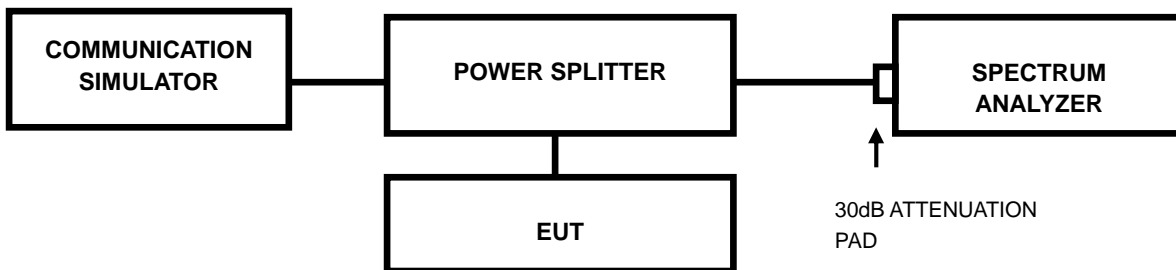 COMMUNICATION
SIMULATOR
POWER SPLITTER
SPECTRUM
ANALYZER
EUT
30dB ATTENUATION
PAD